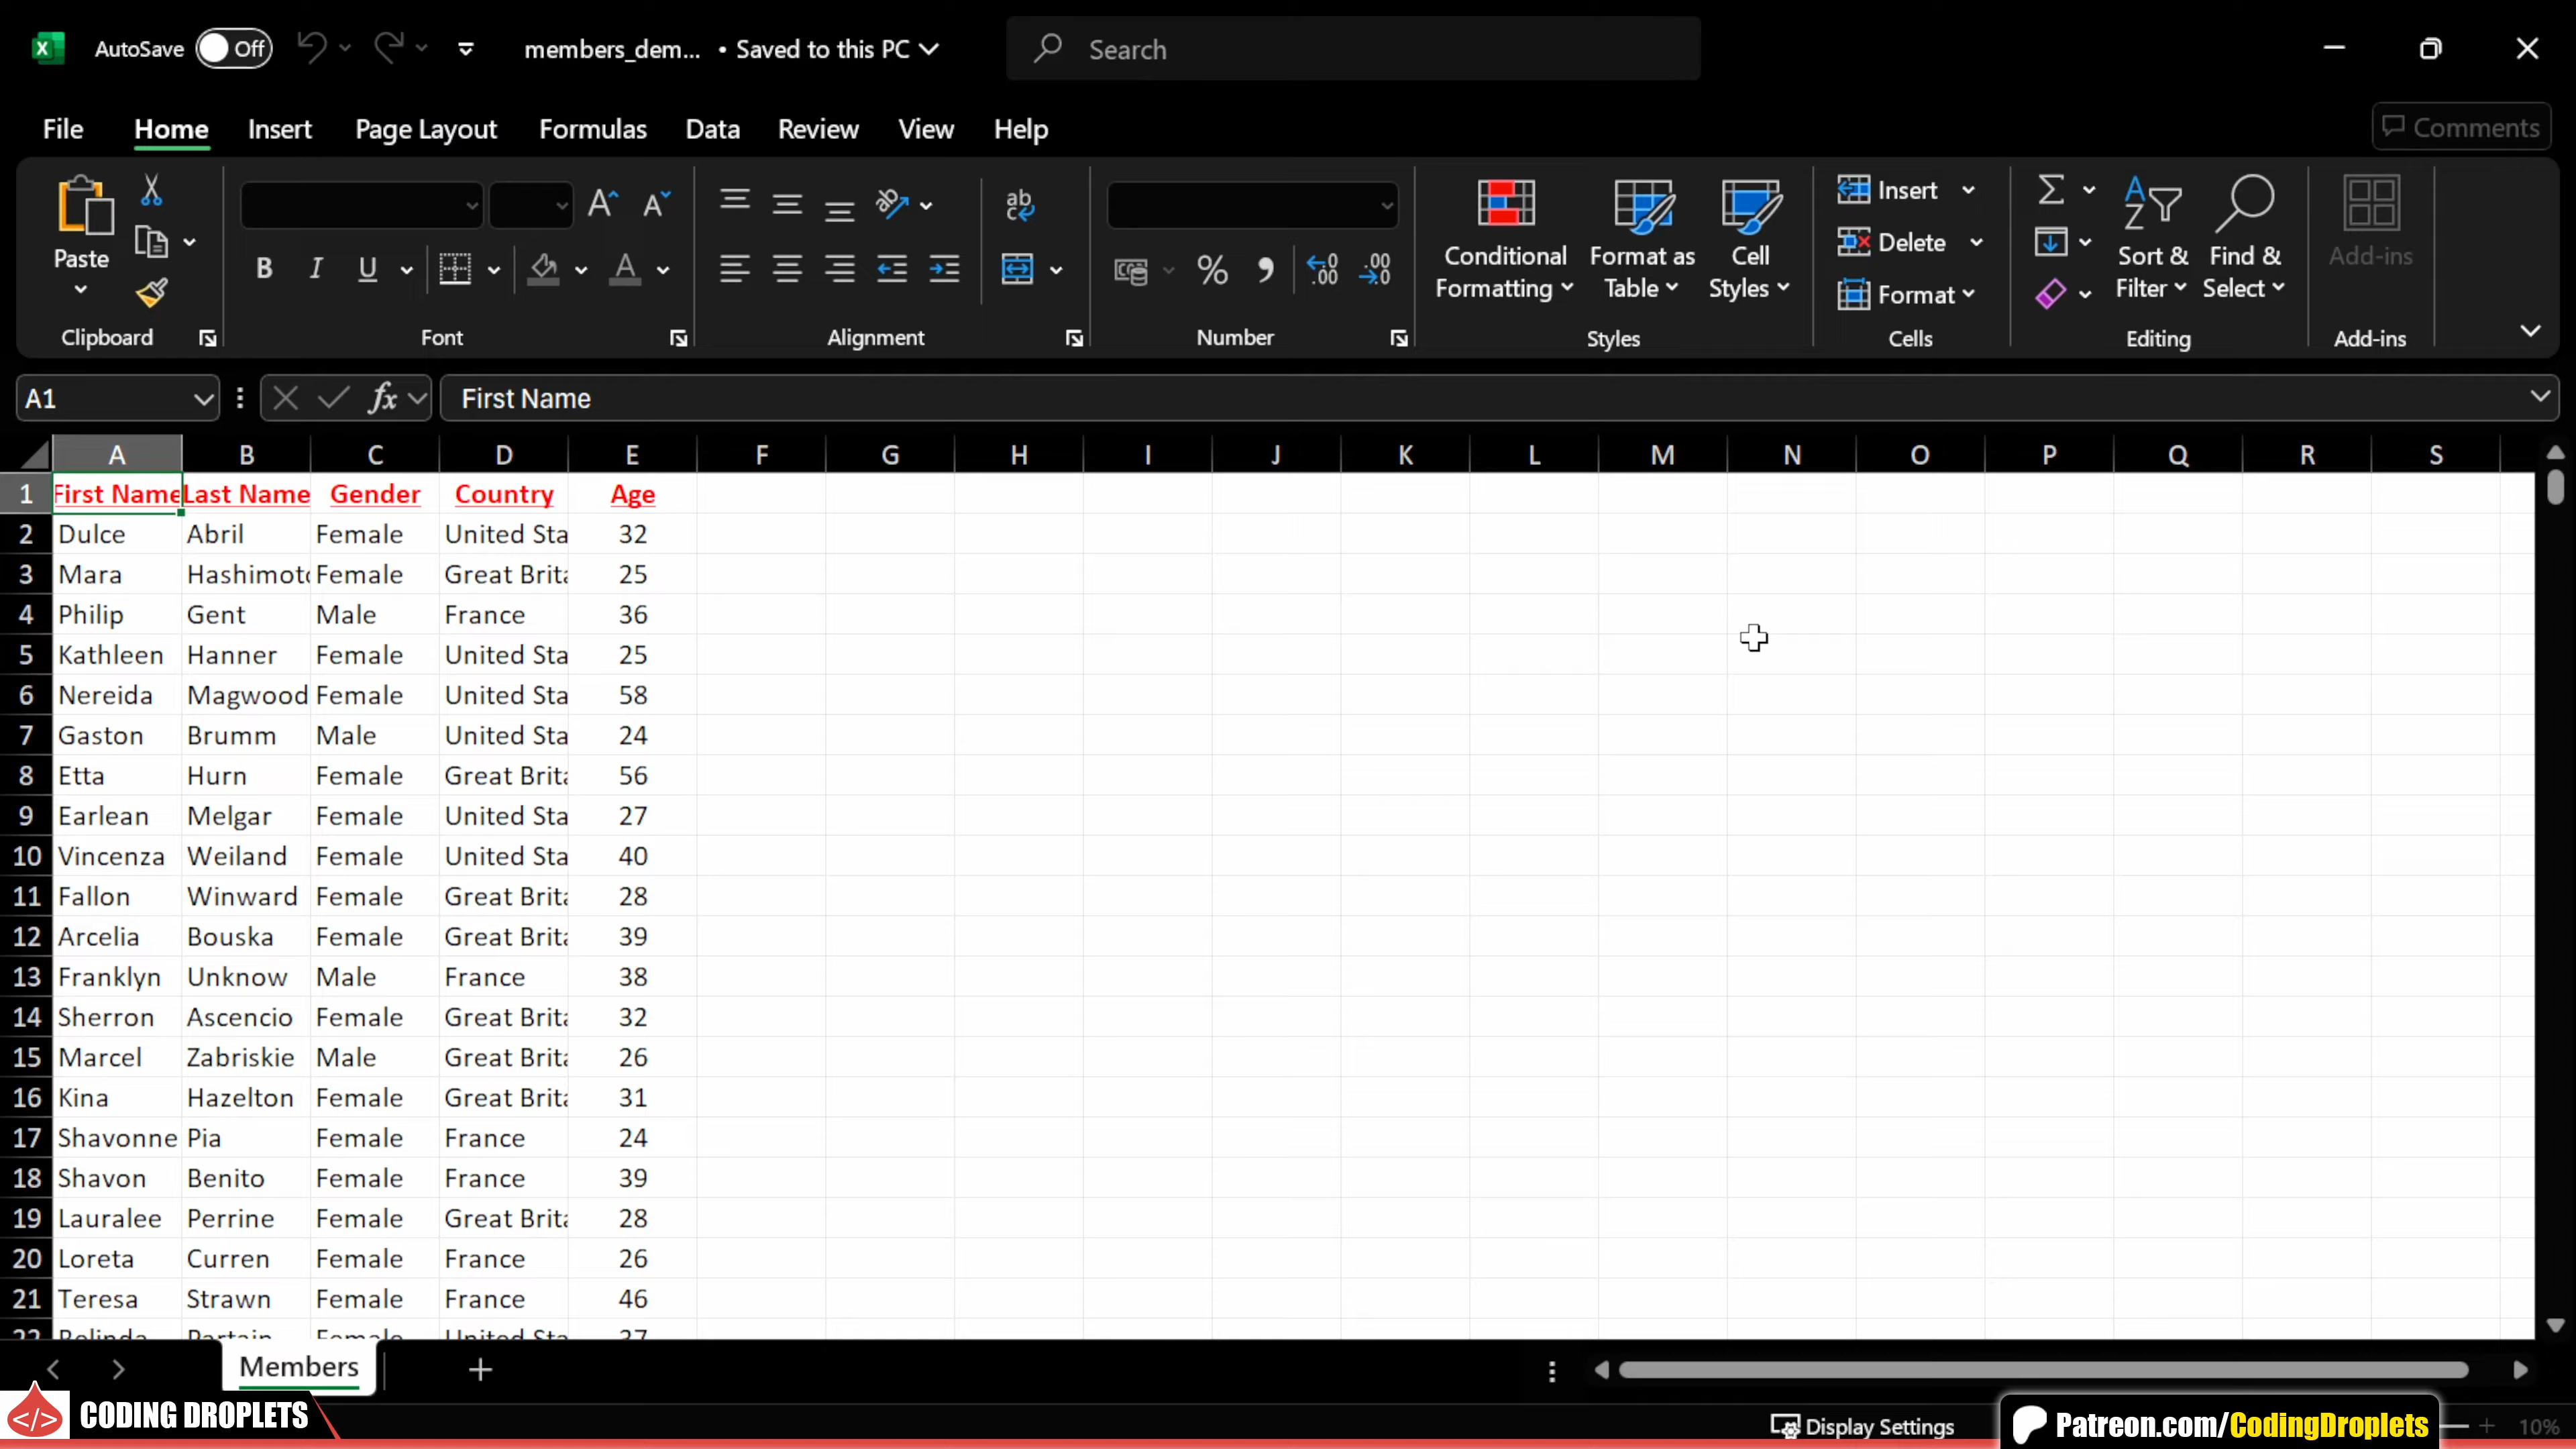 AutoSave Off members_dem... • Saved to this PC Search
File Home Insert Page Layout Formulas Data Review View Help Comments
Paste
Clipboard
B I U A
Font
ab
Alignment
% .00 .00
Number
Conditional Formatting
Format as Table
Cell Styles
Styles
Insert
Delete
Format
Cells
Sort & Filter
Find & Select
Editing
Add-ins
Add-ins
A1 fx First Name
A B C D E F G H I J K L M N O P Q R S
1 First Name Last Name Gender Country Age
2 Dulce Abril Female United Sta 32
3 Mara Hashimoto Female Great Brita 25
4 Philip Gent Male France 36
5 Kathleen Hanner Female United Sta 25
6 Nereida Magwood Female United Sta 58
7 Gaston Brumm Male United Sta 24
8 Etta Hurn Female Great Brita 56
9 Earlean Melgar Female United Sta 27
10 Vincenza Weiland Female United Sta 40
11 Fallon Winward Female Great Brita 28
12 Arcelia Bouska Female Great Brita 39
13 Franklyn Unknow Male France 38
14 Sherron Ascencio Female Great Brita 32
15 Marcel Zabriskie Male Great Brita 26
16 Kina Hazelton Female Great Brita 31
17 Shavonne Pia Female France 24
18 Shavon Benito Female France 39
19 Lauralee Perrine Female Great Brita 28
20 Loreta Curren Female France 26
21 Teresa Strawn Female France 46
22 Belinda Partain Female United Sta 37
Members
CODING DROPLETS
Display Settings
Patreon.com/CodingDroplets
10%